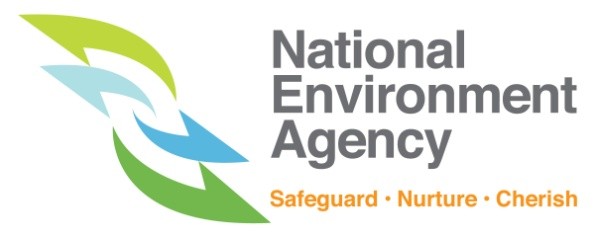 National
Environment
Agency
Safeguard · Nurture · Cherish